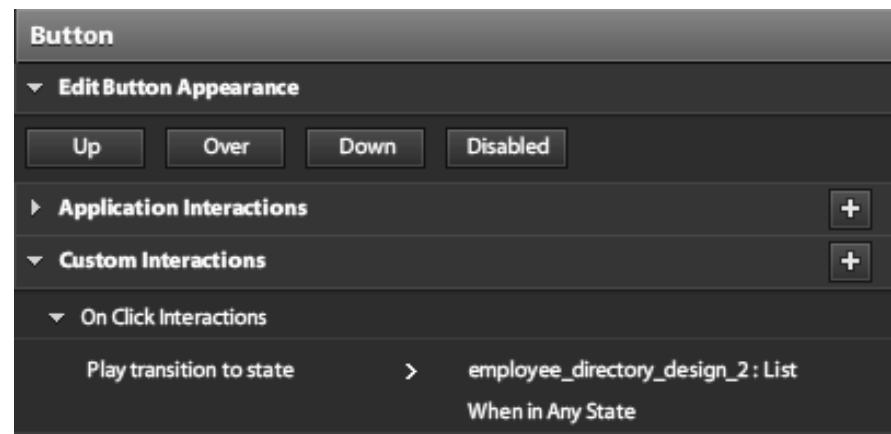 Button
Edit Button Appearance
Up Over Down Disabled
Application Interactions +
Custom Interactions +
On Click Interactions
Play transition to state > employee_directory_design_2 : List
When in Any State